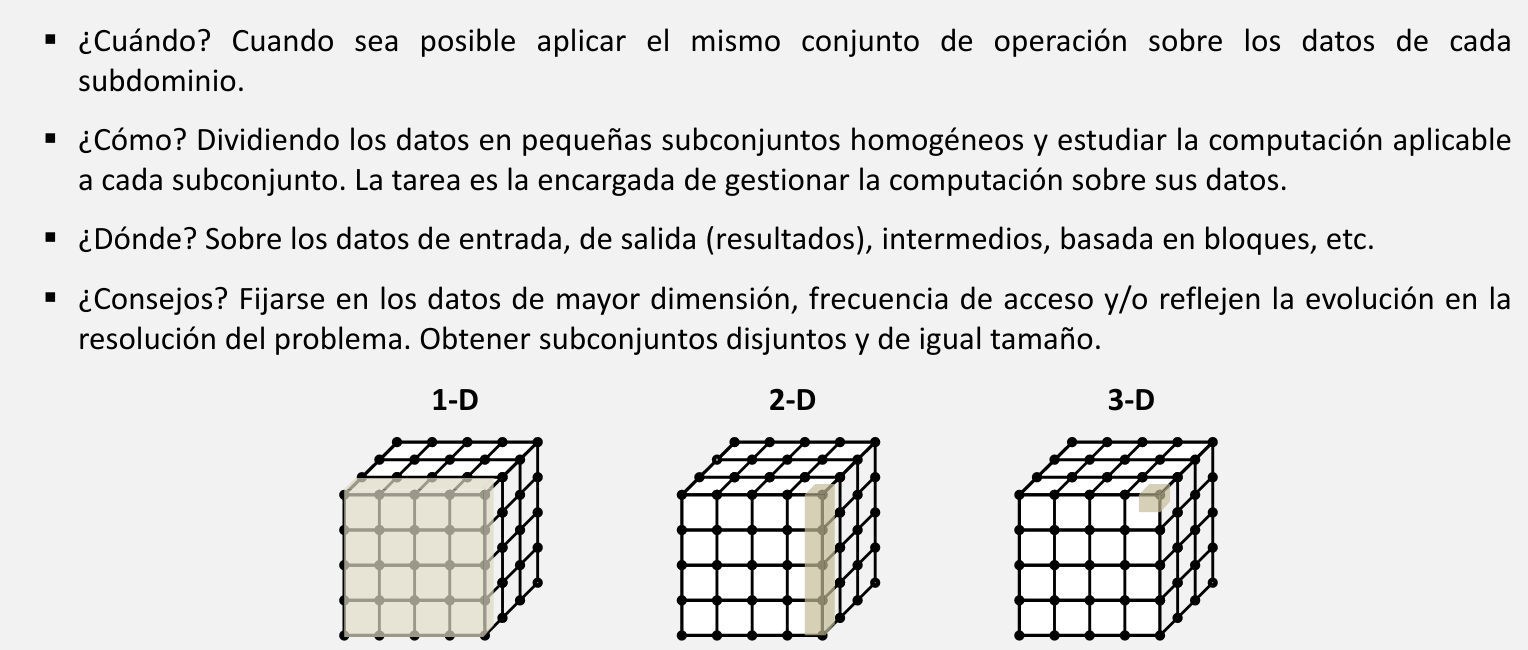 ▪ ¿Cuándo? Cuando sea posible aplicar el mismo conjunto de operación sobre los datos de cada
subdominio.
▪ ¿Cómo? Dividiendo los datos en pequeñas subconjuntos homogéneos y estudiar la computación aplicable
a cada subconjunto. La tarea es la encargada de gestionar la computación sobre sus datos.
▪ ¿Dónde? Sobre los datos de entrada, de salida (resultados), intermedios, basada en bloques, etc.
▪ ¿Consejos? Fijarse en los datos de mayor dimensión, frecuencia de acceso y/o reflejen la evolución en la
resolución del problema. Obtener subconjuntos disjuntos y de igual tamaño.
1-D 2-D 3-D